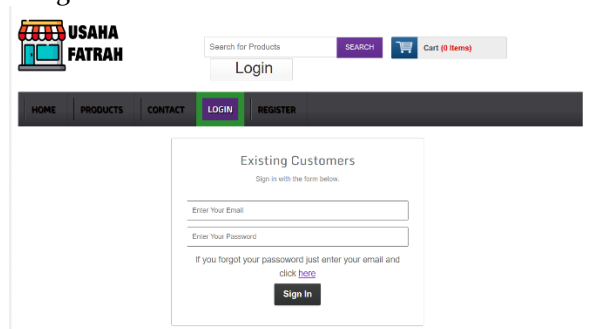 USAHA
FATRAH
Search for Products
SEARCH
Cart (0 Items)
Login
HOME PRODUCTS CONTACT LOGIN REGISTER
Existing Customers
Sign in with the form below.
Enter Your Email
Enter Your Password
If you forgot your passoword just enter your email and
click here
Sign In